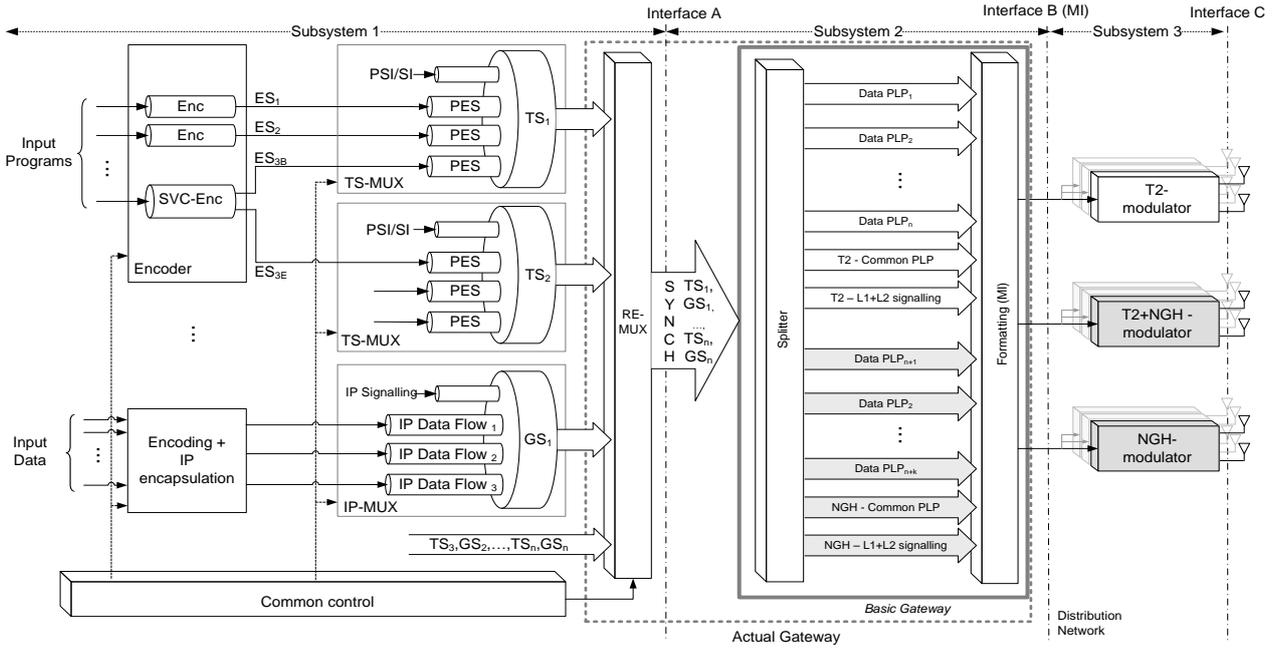 Interface A
Interface B (MI)
Interface C
Subsystem 1
Subsystem 2
Subsystem 3
Input
Programs
...
Enc
Enc
...
SVC-Enc
Encoder
ES1
ES2
ES3B
ES3E
PSI/SI
PES
PES
PES
TS1
TS-MUX
PSI/SI
PES
PES
PES
TS2
TS-MUX
...
Input
Data
...
Encoding +
IP
encapsulation
IP Signalling
IP Data Flow 1
IP Data Flow 2
IP Data Flow 3
GS1
IP-MUX
TS3,GS2,...,TSn,GSn
Common control
RE-
MUX
S
Y
N
C
H
TS1,
GS1,
...,
TSn,
GSn
Splitter
Data PLP1
Data PLP2
...
Data PLPn
T2 - Common PLP
T2 – L1+L2 signalling
Data PLPn+1
Data PLP2
...
Data PLPn+k
NGH - Common PLP
NGH – L1+L2 signalling
Formatting (MI)
Basic Gateway
Actual Gateway
T2-
modulator
T2+NGH -
modulator
NGH-
modulator
Distribution
Network